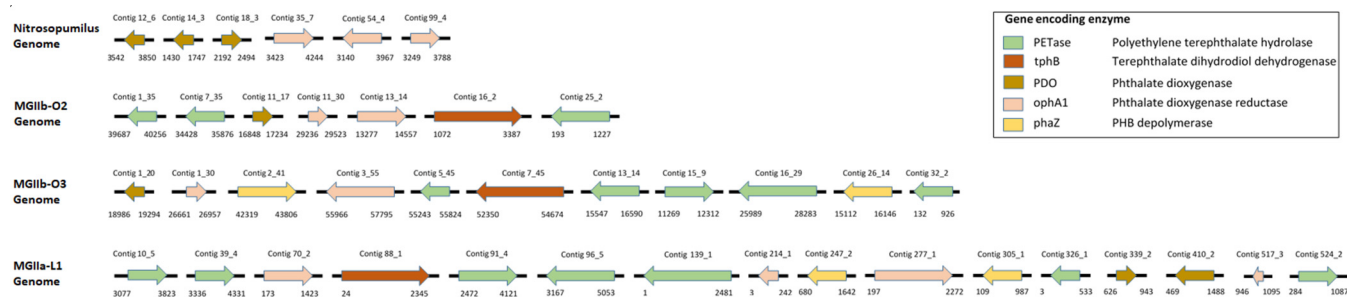 Nitrosopumilus
Genome
Contig 12_6 Contig 14_3 Contig 18_3 Contig 35_7 Contig 54_4 Contig 99_4
3542 3850 1430 1747 2192 2494 3423 4244 3140 3967 3249 3788
Gene encoding enzyme
PETase Polyethylene terephthalate hydrolase
tphB Terephthalate dihydrodiol dehydrogenase
PDO Phthalate dioxygenase
ophA1 Phthalate dioxygenase reductase
phaZ PHB depolymerase
MGIIb-O2
Genome
Contig 1_35 Contig 7_35 Contig 11_17 Contig 11_30 Contig 13_14 Contig 16_2 Contig 25_2
39687 40256 34428 35876 16848 17234 29236 29523 13277 14557 1072 3387 193 1227
MGIIb-O3
Genome
Contig 1_20 Contig 1_30 Contig 2_41 Contig 3_55 Contig 5_45 Contig 7_45 Contig 13_14 Contig 15_9 Contig 16_29 Contig 26_14 Contig 32_2
18986 19294 26661 26957 42319 43806 55966 57795 55243 55824 52350 54674 15547 16590 11269 12312 25989 28283 15112 16146 132 926
MGIIa-L1
Genome
Contig 10_5 Contig 39_4 Contig 70_2 Contig 88_1 Contig 91_4 Contig 96_5 Contig 139_1 Contig 214_1 Contig 247_2 Contig 277_1 Contig 305_1 Contig 326_1 Contig 339_2 Contig 410_2 Contig 517_3 Contig 524_2
3077 3823 3336 4331 173 1423 24 2345 2472 4121 3167 5053 1 2481 3 242 680 1642 197 2272 109 987 3 533 626 943 469 1488 946 1095 284 1087